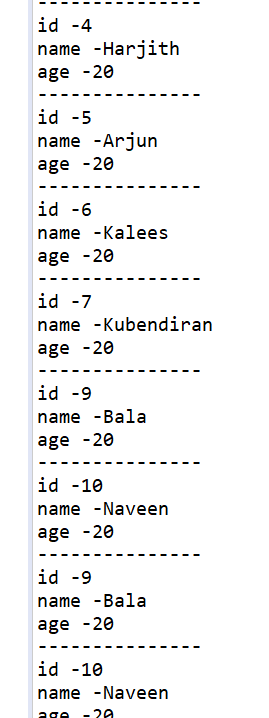 ---------------
id -4
name -Harjith
age -20
---------------
id -5
name -Arjun
age -20
---------------
id -6
name -Kalees
age -20
---------------
id -7
name -Kubendiran
age -20
---------------
id -9
name -Bala
age -20
---------------
id -10
name -Naveen
age -20
---------------
id -9
name -Bala
age -20
---------------
id -10
name -Naveen
age -20